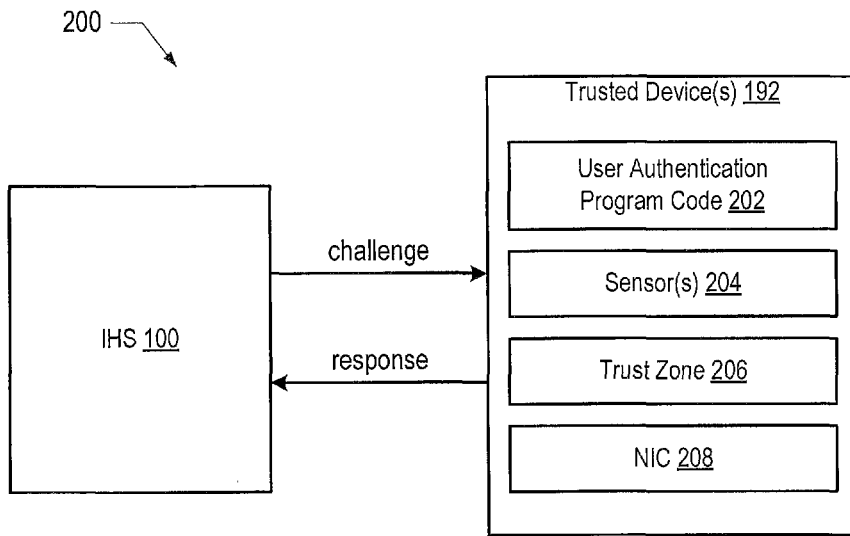 200
Trusted Device(s) 192
User Authentication
Program Code 202
challenge
Sensor(s) 204
IHS 100
response
Trust Zone 206
NIC 208